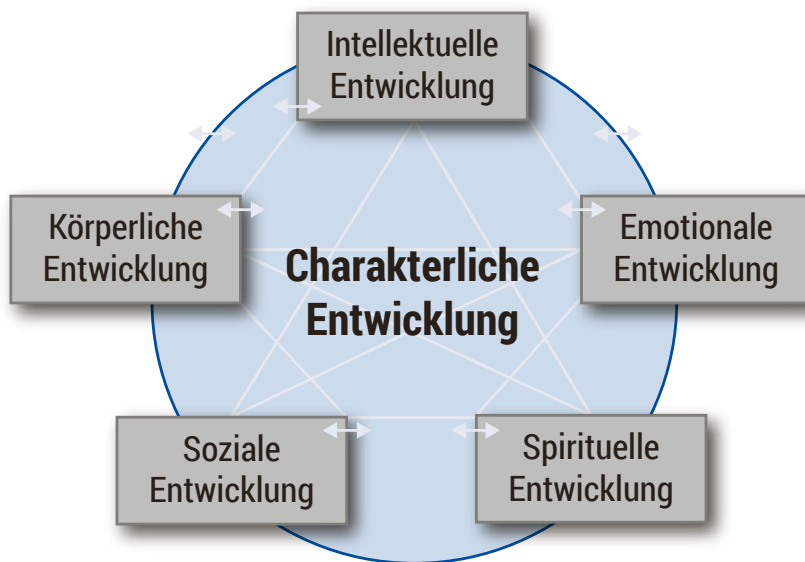 Intellektuelle
Entwicklung
Körperliche
Entwicklung
Emotionale
Entwicklung
Charakterliche
Entwicklung
Soziale
Entwicklung
Spirituelle
Entwicklung